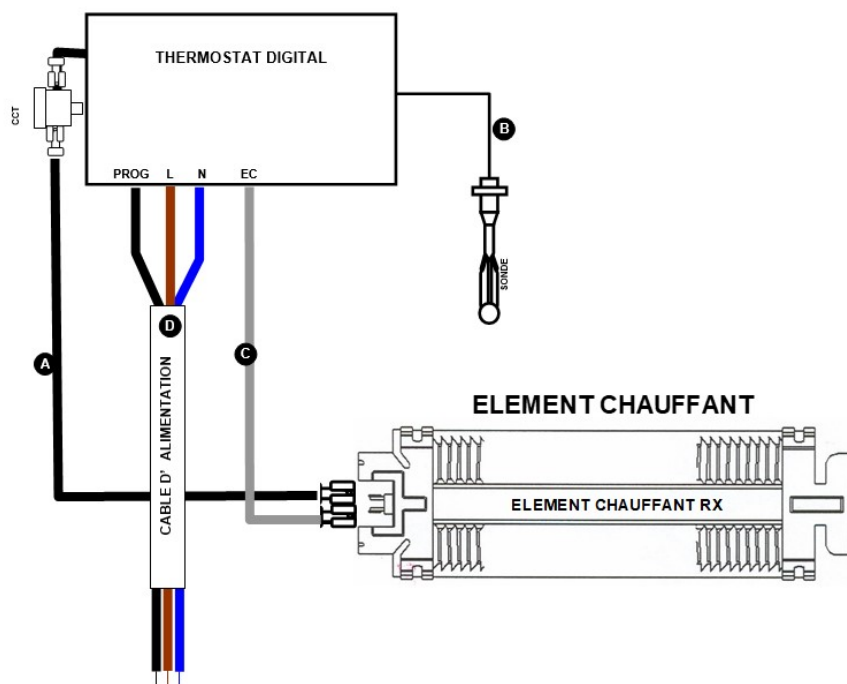 THERMOSTAT DIGITAL
CCT
PROG L N EC
B
SONDE
D
A
C
CABLE D' ALIMENTATION
ELEMENT CHAUFFANT
ELEMENT CHAUFFANT RX